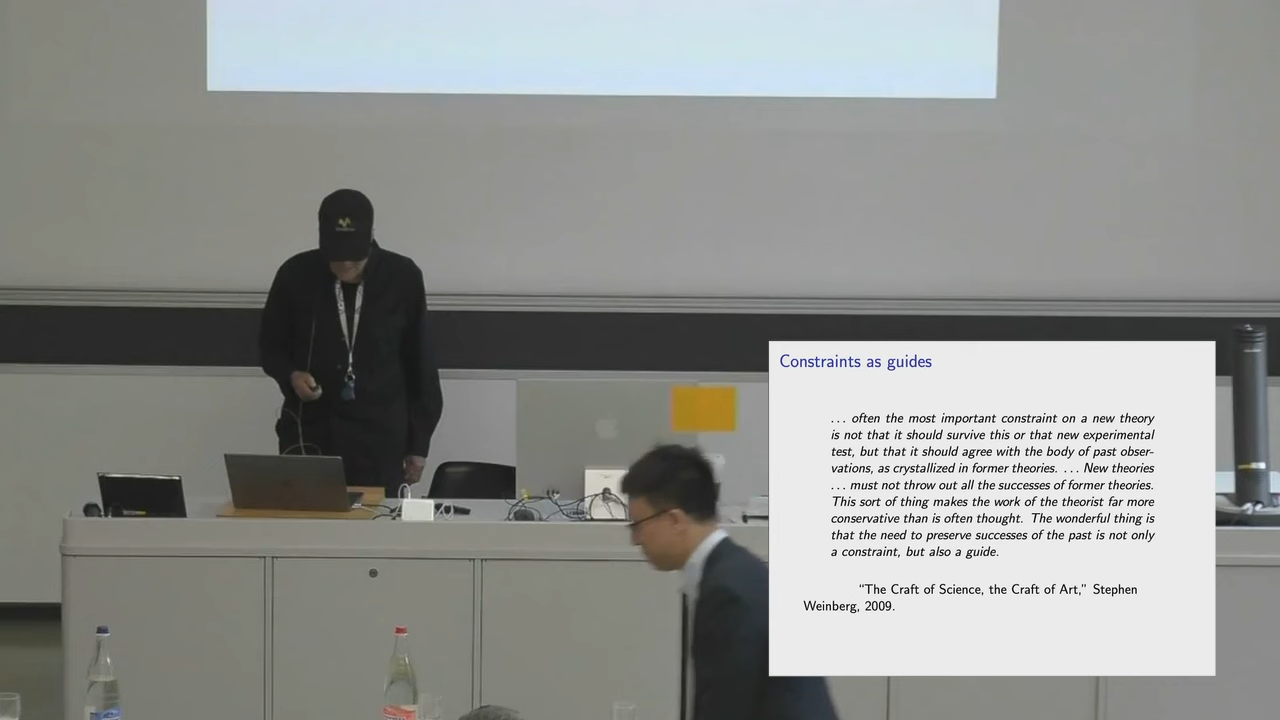 Constraints as guides
. . . often the most important constraint on a new theory
is not that it should survive this or that new experimental
test, but that it should agree with the body of past obser-
vations, as crystallized in former theories. . . . New theories
. . . must not throw out all the successes of former theories.
This sort of thing makes the work of the theorist far more
conservative than is often thought. The wonderful thing is
that the need to preserve successes of the past is not only
a constraint, but also a guide.
“The Craft of Science, the Craft of Art,” Stephen
Weinberg, 2009.